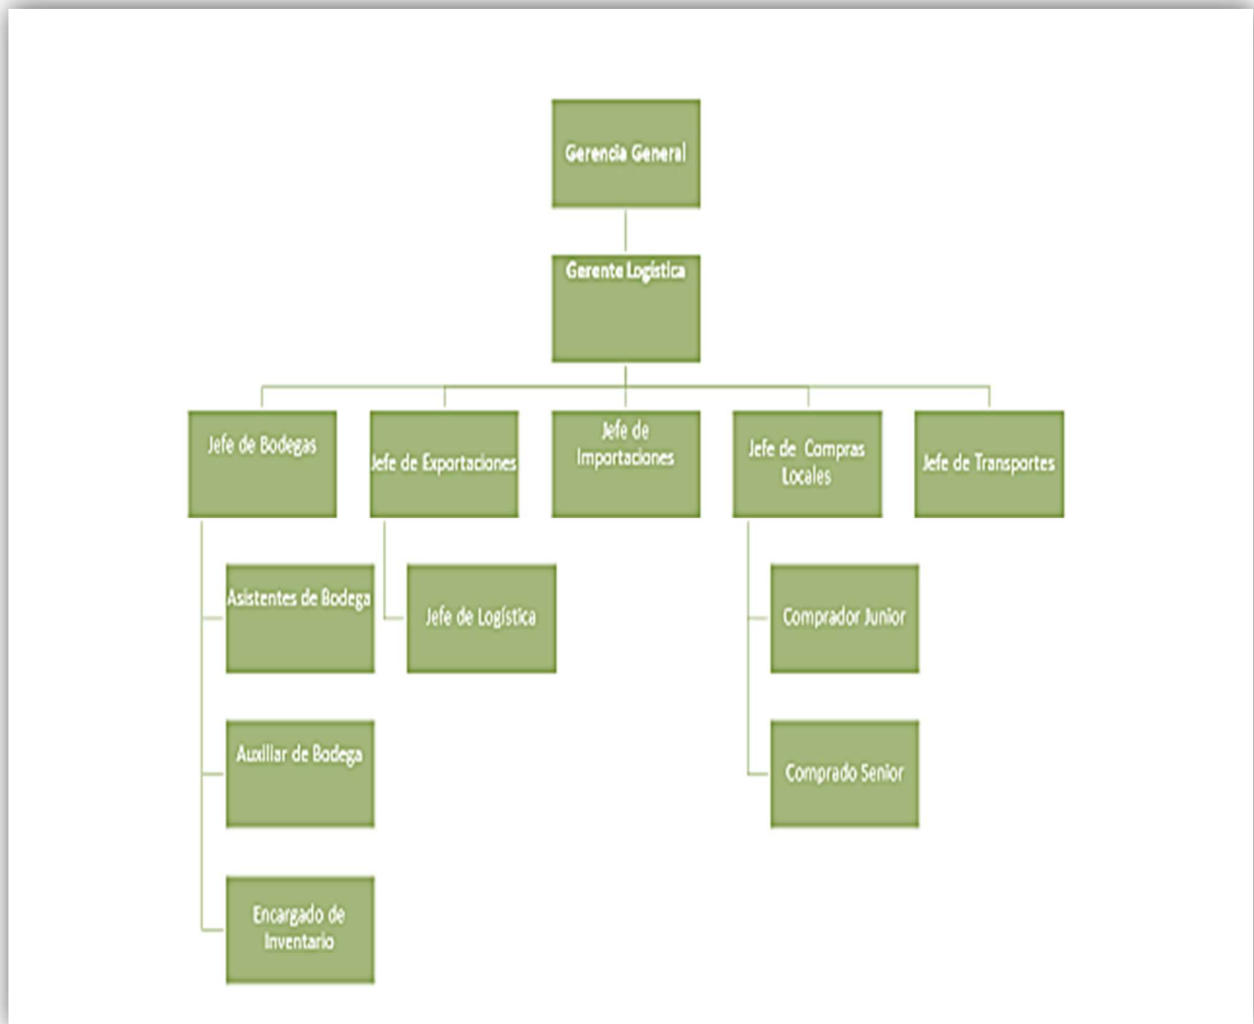 Gerencia General
Gerente Logística
Jefe de Bodegas
Jefe de Exportaciones
Jefe de
Importaciones
Jefe de Compras
Locales
Jefe de Transportes
Asistentes de Bodega
Jefe de Logística
Comprador Junior
Auxiliar de Bodega
Comprado Senior
Encargado de
Inventario